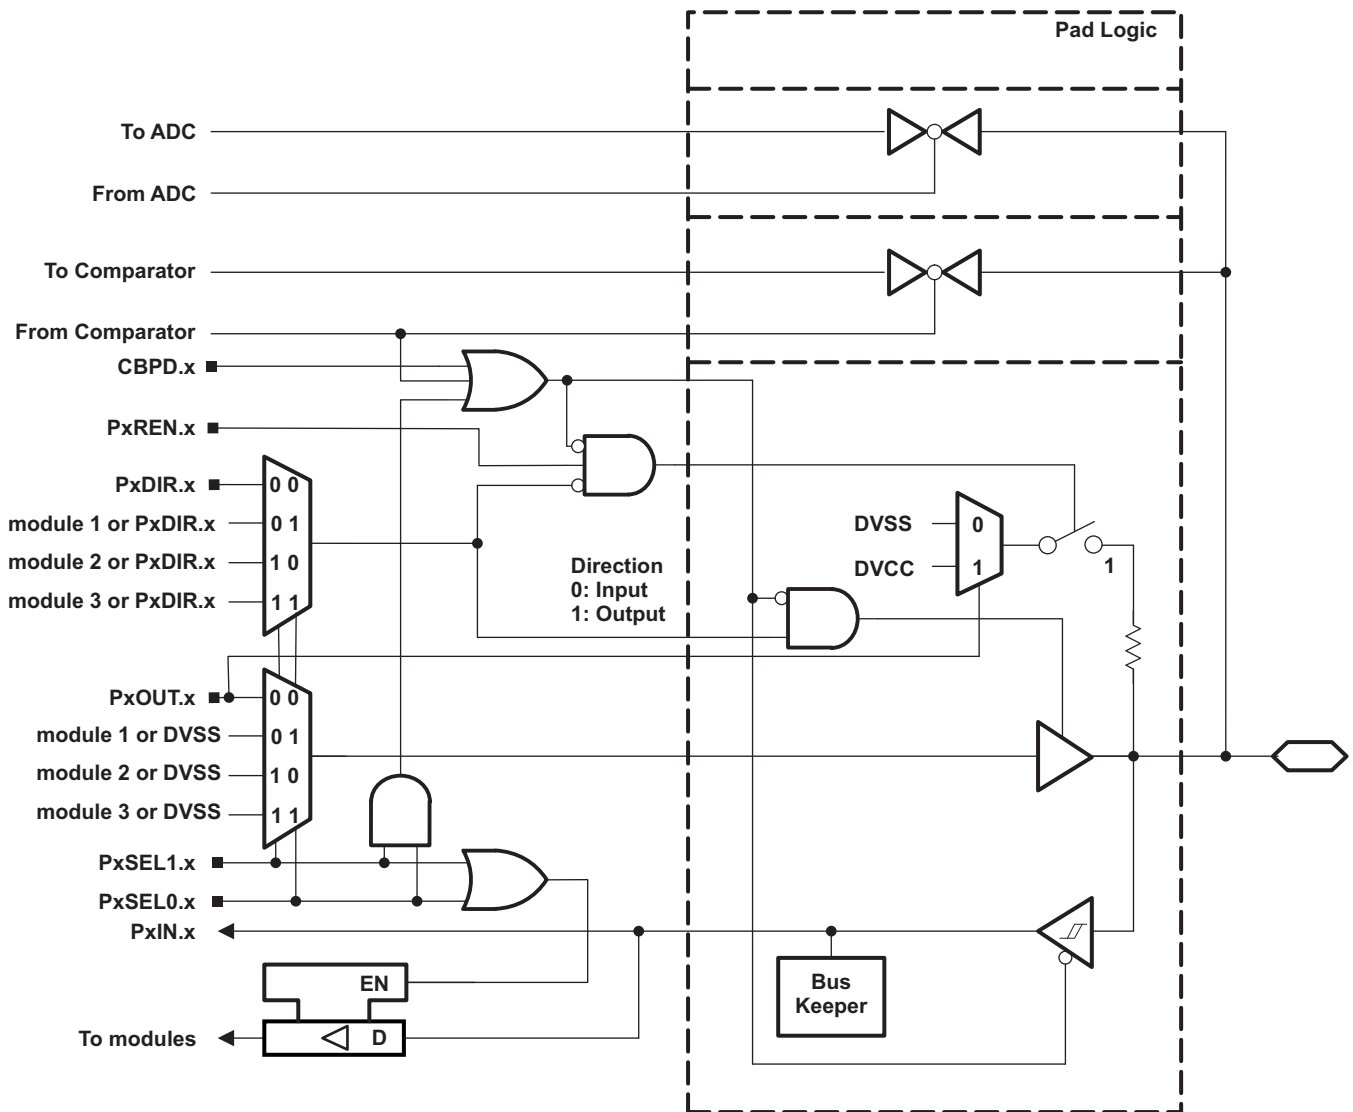 Pad Logic
To ADC
From ADC
To Comparator
From Comparator
CBPD.x
PxREN.x
PxDIR.x
0 0
module 1 or PxDIR.x
0 1
module 2 or PxDIR.x
1 0
module 3 or PxDIR.x
1 1
Direction
0: Input
1: Output
DVSS
0
DVCC
1
1
PxOUT.x
0 0
module 1 or DVSS
0 1
module 2 or DVSS
1 0
module 3 or DVSS
1 1
PxSEL1.x
PxSEL0.x
PxIN.x
EN
Bus
Keeper
To modules
D